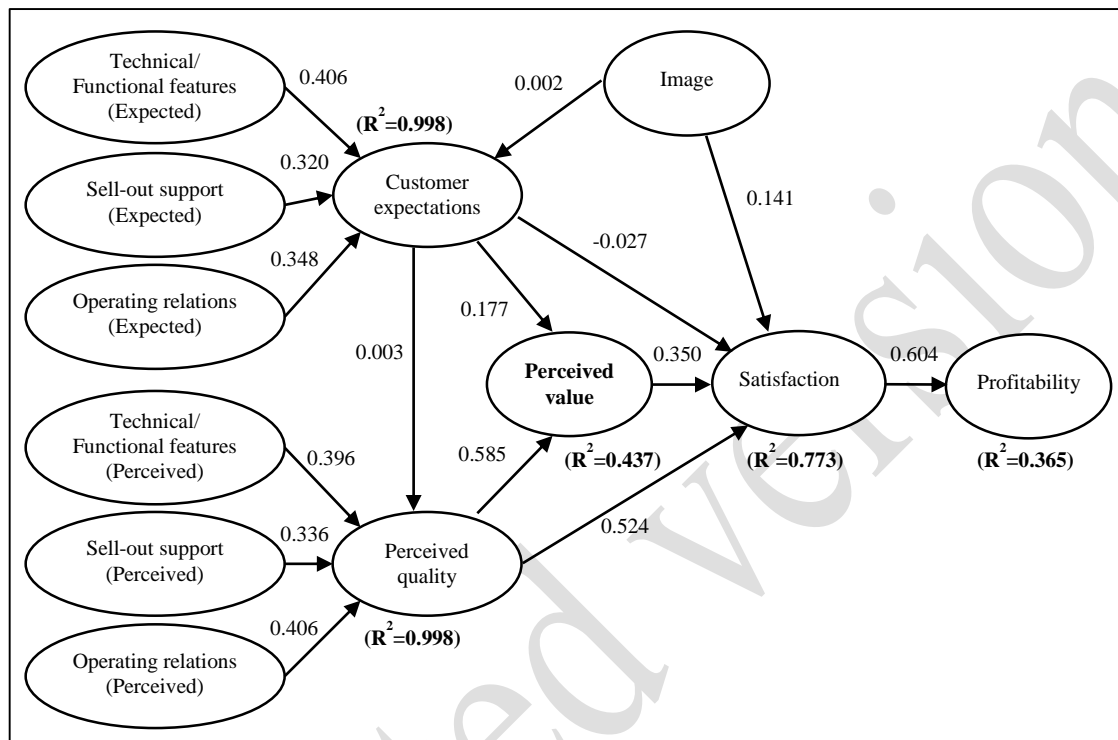 Technical/
Functional features
(Expected)
0.406
Image
0.002
(R²=0.998)
Sell-out support
(Expected)
0.320
Customer
expectations
0.141
-0.027
0.348
Operating relations
(Expected)
0.177
0.003
Perceived
value
0.350
Satisfaction
0.604
Profitability
Technical/
Functional features
(Perceived)
0.396
0.585
(R²=0.437)
(R²=0.773)
(R²=0.365)
0.524
Sell-out support
(Perceived)
0.336
Perceived
quality
0.406
(R²=0.998)
Operating relations
(Perceived)
ted version